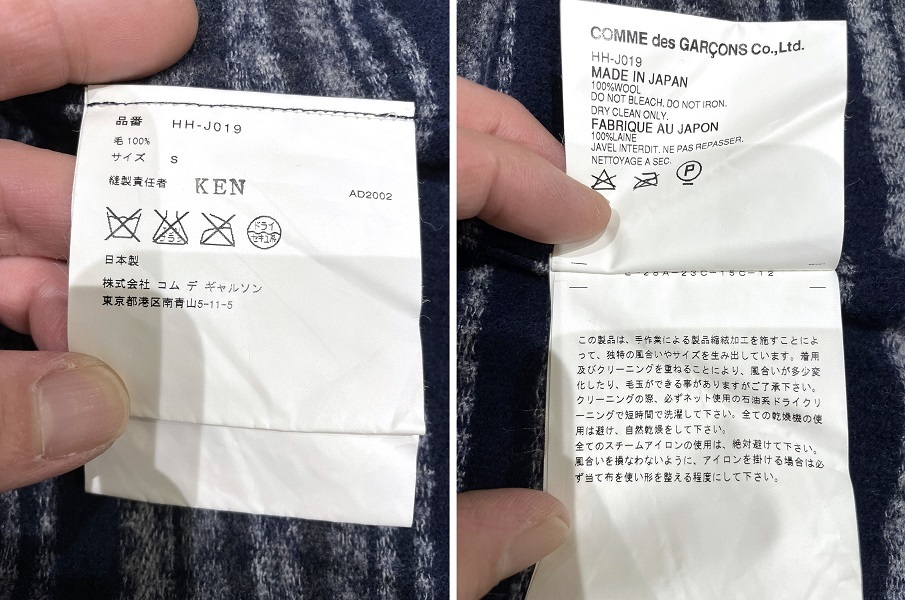 品番 HH-J019
毛 100%
サイズ S
縫製責任者 KEN
AD2002
ドライ
セキユ系
日本製
株式会社 コム デ ギャルソン
東京都港区南青山5-11-5
COMME des GARÇONS Co.,Ltd.
HH-J019
MADE IN JAPAN
100%WOOL
DO NOT BLEACH. DO NOT IRON.
DRY CLEAN ONLY.
FABRIQUE AU JAPON
100%LAINE
JAVEL INTERDIT. NE PAS REPASSER.
NETTOYAGE A SEC.
P
この製品は、手作業による製品縮絨加工を施すことによ
って、独特の風合いやサイズを生み出しています。着用
及びクリーニングを重ねることにより、風合いが多少変
化したり、毛玉ができる事がありますがご了承下さい。
クリーニングの際、必ずネット使用の石油系ドライクリ
ーニングで短時間で洗濯して下さい。全ての乾燥機の使
用は避け、自然乾燥をして下さい。
全てのスチームアイロンの使用は、絶対避けて下さい。
風合いを損なわないように、アイロンを掛ける場合は必
ず当て布を使い形を整える程度にして下さい。